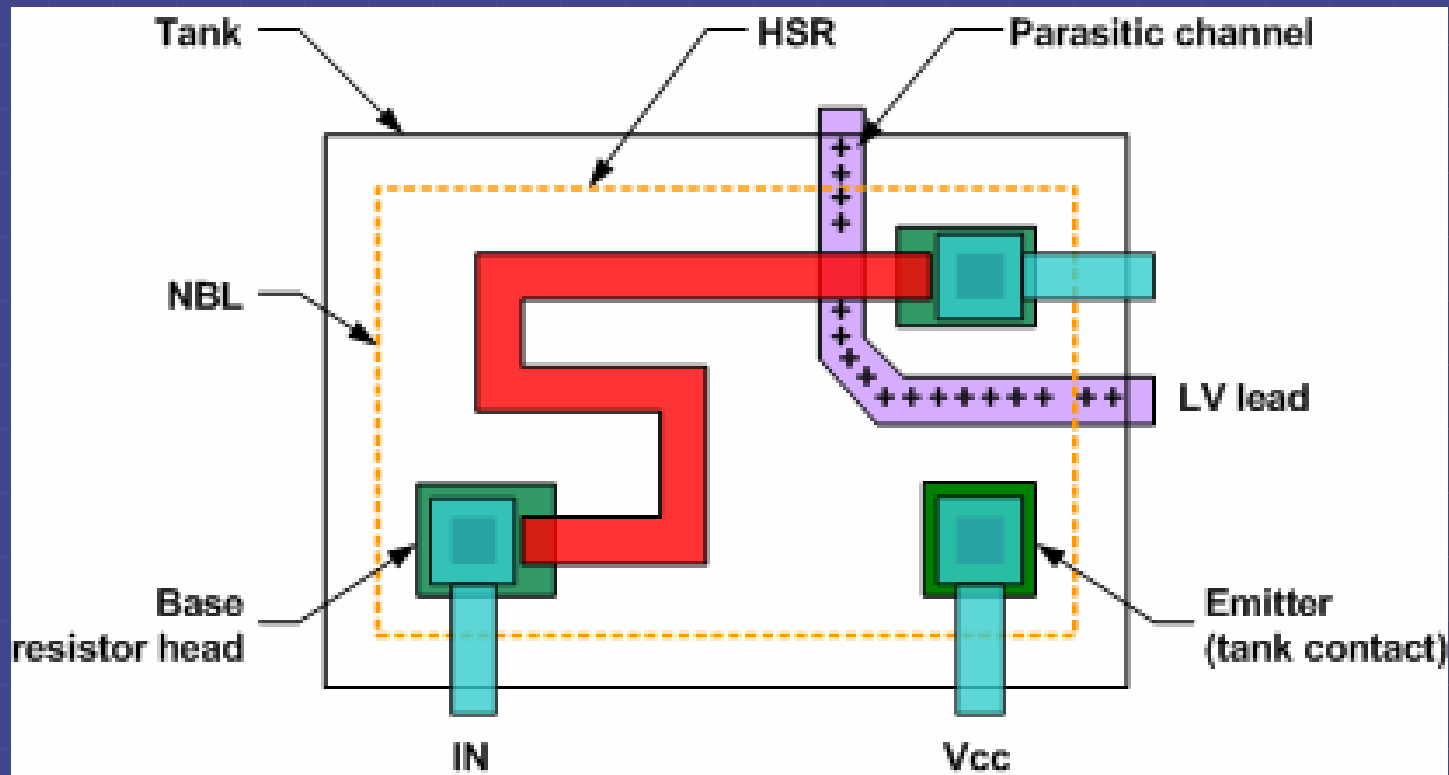 Tank
HSR
Parasitic channel
NBL
LV lead
Base
resistor head
Emitter
(tank contact)
IN
Vcc